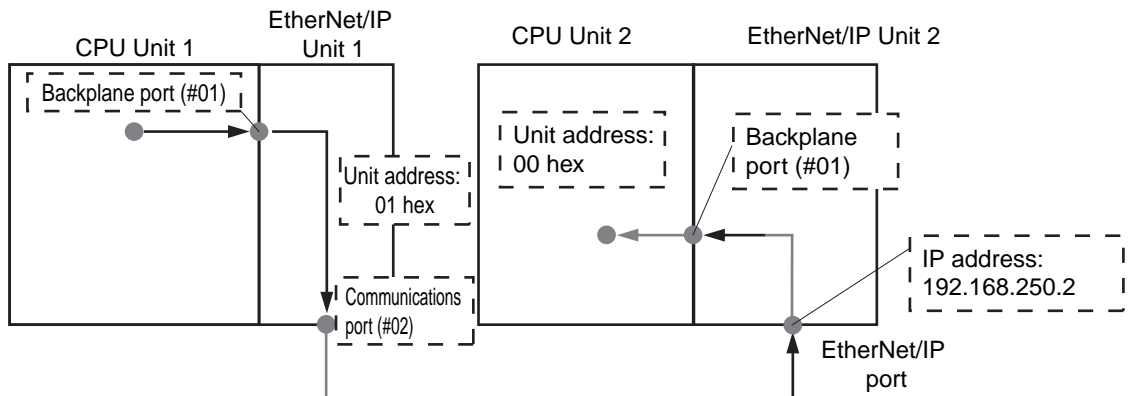 CPU Unit 1
EtherNet/IP
Unit 1
Backplane port (#01)
Unit address:
01 hex
Communications
port (#02)
CPU Unit 2
EtherNet/IP Unit 2
Unit address:
00 hex
Backplane
port (#01)
IP address:
192.168.250.2
EtherNet/IP
port